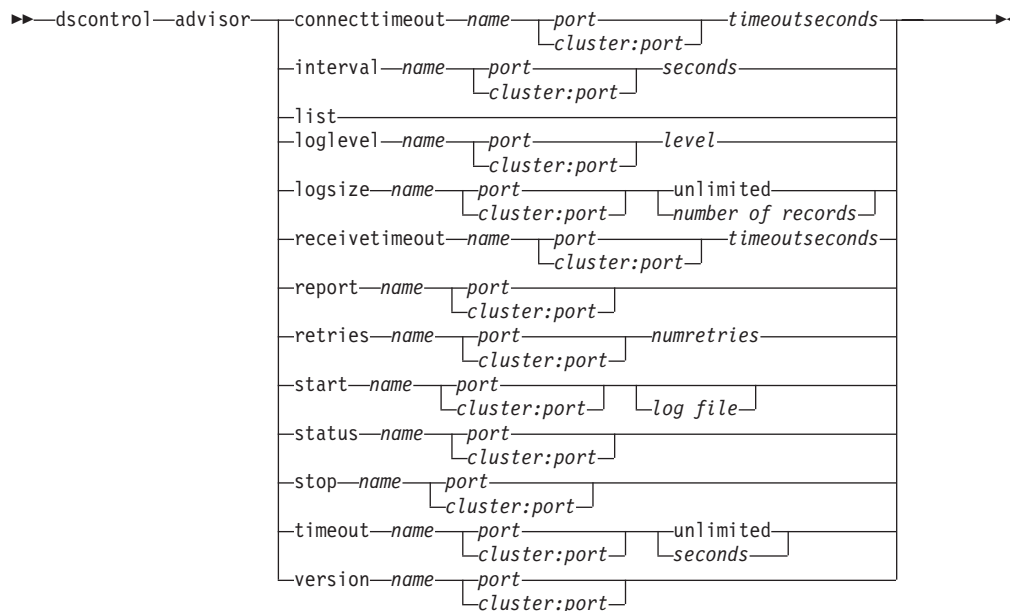 dscontrol advisor connecttimeout name port timeoutseconds
cluster:port
interval name port seconds
cluster:port
list
loglevel name port level
cluster:port
logsize name port unlimited
cluster:port number of records
receivetimeout name port timeoutseconds
cluster:port
report name port
cluster:port
retries name port numretries
cluster:port
start name port
cluster:port log file
status name port
cluster:port
stop name port
cluster:port
timeout name port unlimited
cluster:port seconds
version name port
cluster:port